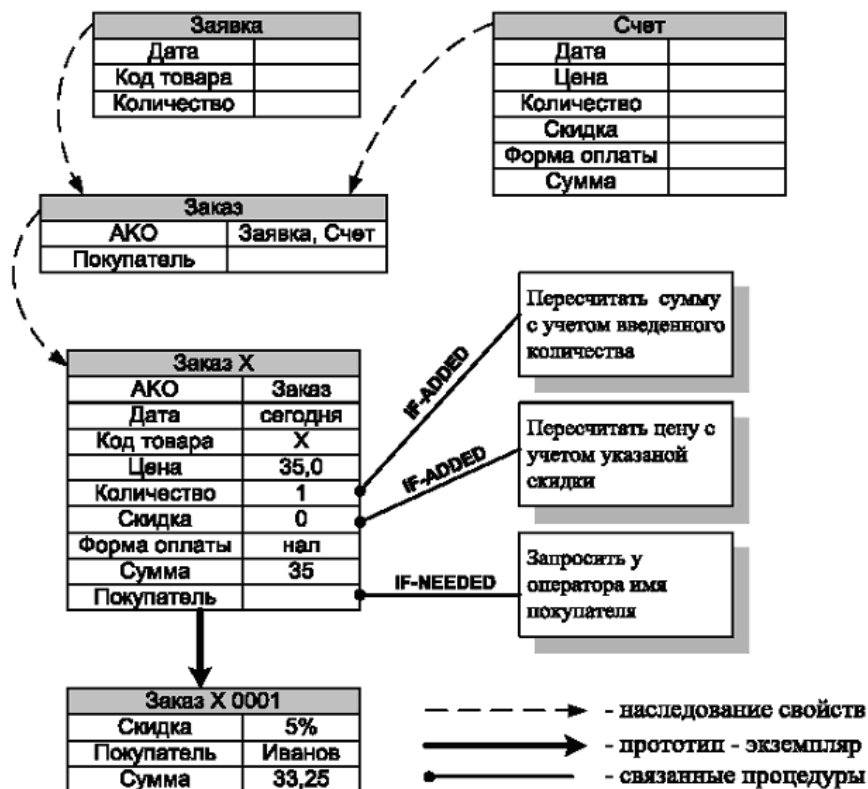 Заявка
Дата
Код товара
Количество
Счет
Дата
Цена
Количество
Скидка
Форма оплаты
Сумма
Заказ
АКО Заявка, Счет
Покупатель
Заказ X
АКО Заказ
Дата сегодня
Код товара X
Цена 35,0
Количество 1
Скидка 0
Форма оплаты нал
Сумма 35
Покупатель
IF-ADDED
IF-ADDED
IF-NEEDED
Пересчитать сумму
с учетом введенного
количества
Пересчитать цену с
учетом указаной
скидки
Запросить у
оператора имя
покупателя
Заказ X 0001
Скидка 5%
Покупатель Иванов
Сумма 33,25
- наследование свойств
- прототип - экземпляр
- связанные процедуры